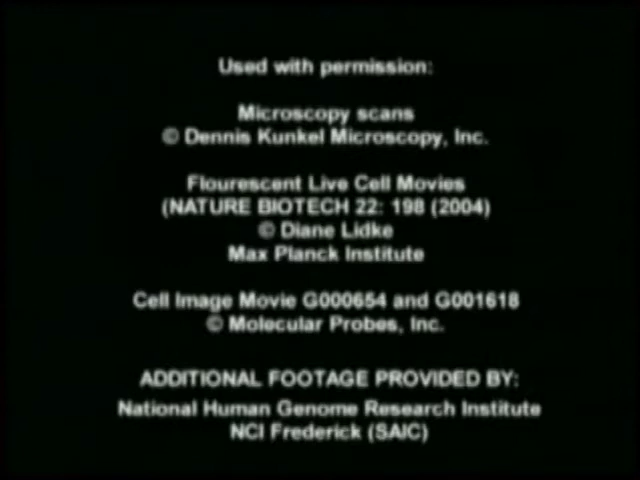 Used with permission:
Microscopy scans
© Dennis Kunkel Microscopy, Inc.
Flourescent Live Cell Movies
(NATURE BIOTECH 22: 198 (2004)
© Diane Lidke
Max Planck Institute
Cell Image Movie G000654 and G001618
© Molecular Probes, Inc.
ADDITIONAL FOOTAGE PROVIDED BY:
National Human Genome Research Institute
NCI Frederick (SAIC)